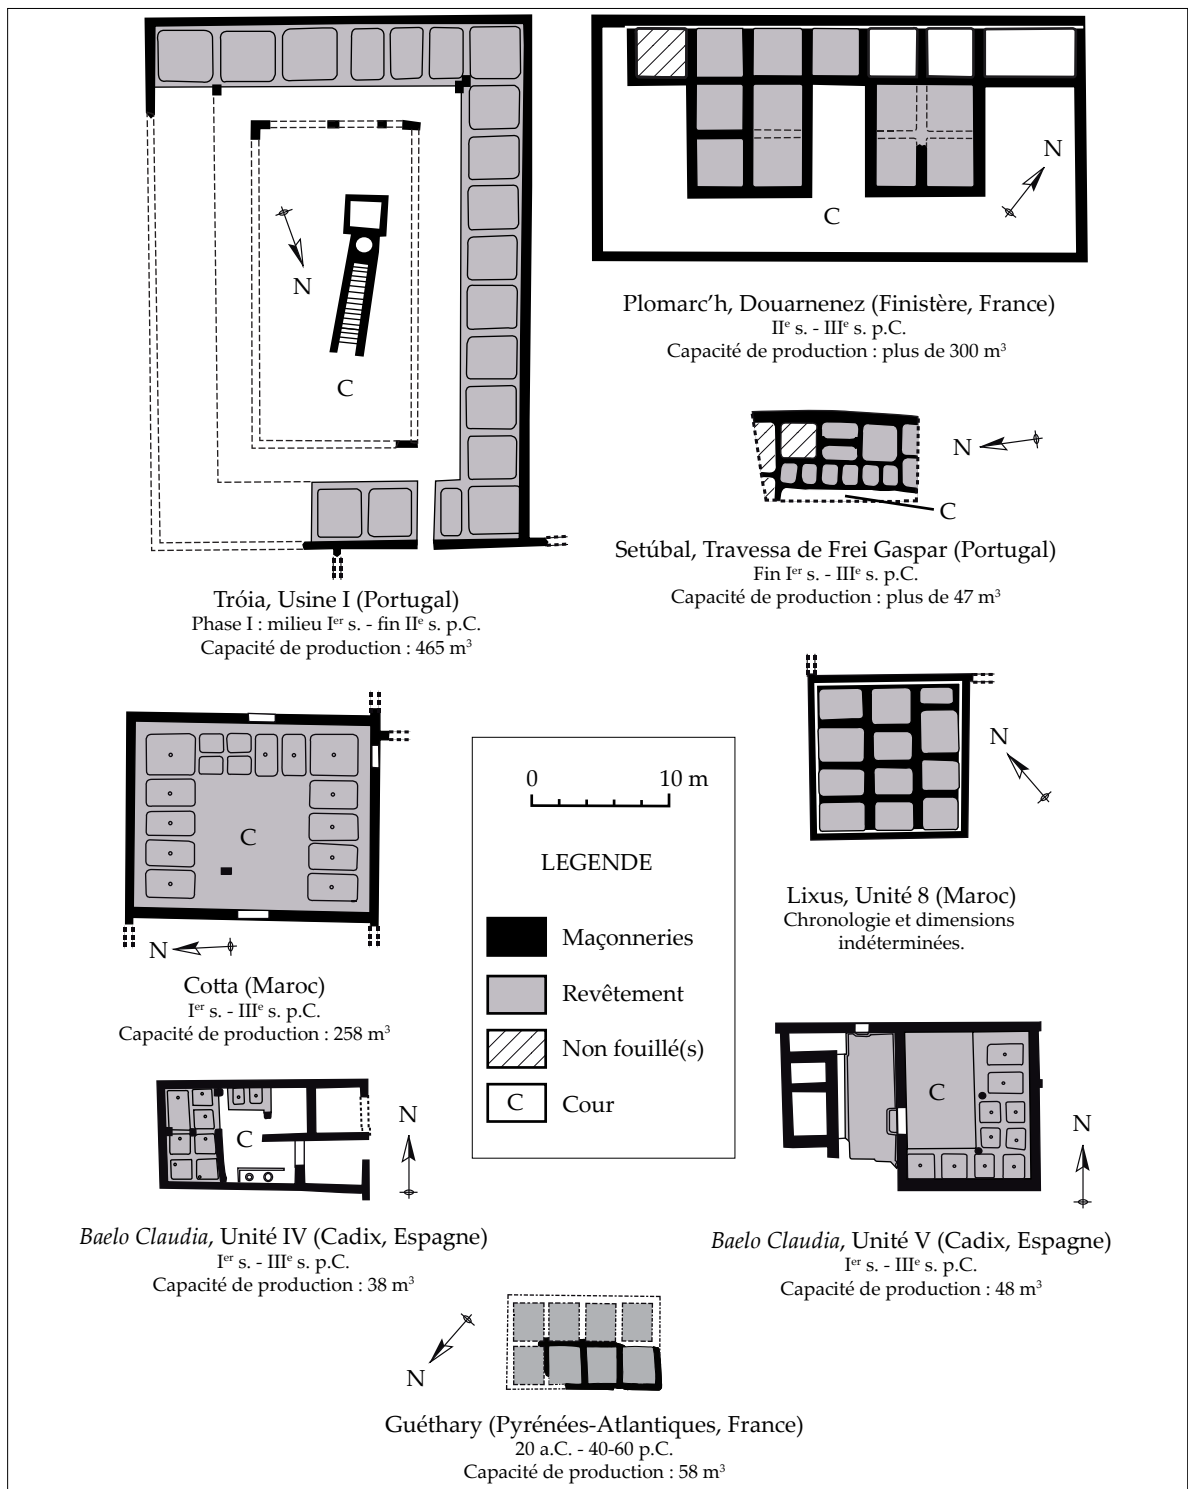 C
N
Tróia, Usine I (Portugal)
Phase I : milieu Iᵉʳ s. - fin IIᵉ s. p.C.
Capacité de production : 465 m³
C
N
Plomarc'h, Douarnenez (Finistère, France)
IIᵉ s. - IIIᵉ s. p.C.
Capacité de production : plus de 300 m³
N
C
Setúbal, Travessa de Frei Gaspar (Portugal)
Fin Iᵉʳ s. - IIIᵉ s. p.C.
Capacité de production : plus de 47 m³
C
N
Cotta (Maroc)
Iᵉʳ s. - IIIᵉ s. p.C.
Capacité de production : 258 m³
0 10 m
LEGENDE
Maçonneries
Revêtement
Non fouillé(s)
C Cour
N
Lixus, Unité 8 (Maroc)
Chronologie et dimensions
indéterminées.
C
N
Baelo Claudia, Unité IV (Cadix, Espagne)
Iᵉʳ s. - IIIᵉ s. p.C.
Capacité de production : 38 m³
C
N
Baelo Claudia, Unité V (Cadix, Espagne)
Iᵉʳ s. - IIIᵉ s. p.C.
Capacité de production : 48 m³
N
Guéthary (Pyrénées-Atlantiques, France)
20 a.C. - 40-60 p.C.
Capacité de production : 58 m³